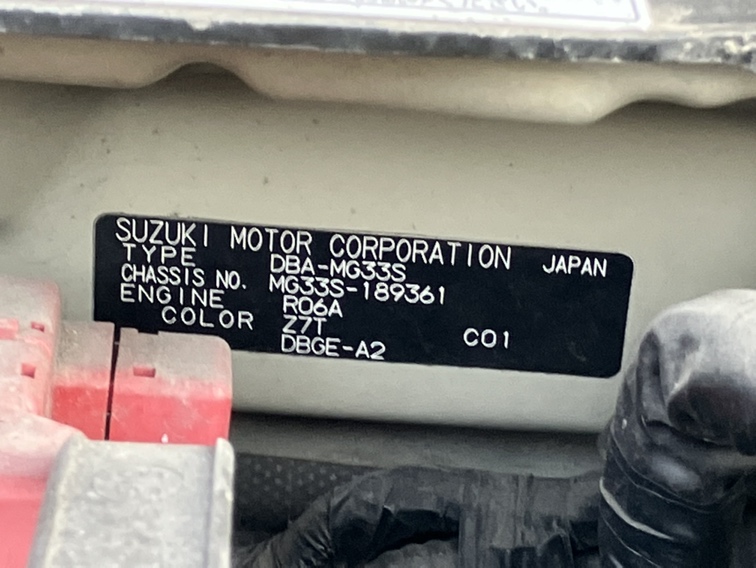 SUZUKI MOTOR CORPORATION JAPAN
TYPE DBA-MG33S
CHASSIS NO. MG33S-189361
ENGINE R06A
COLOR Z7T C01
DBGE-A2